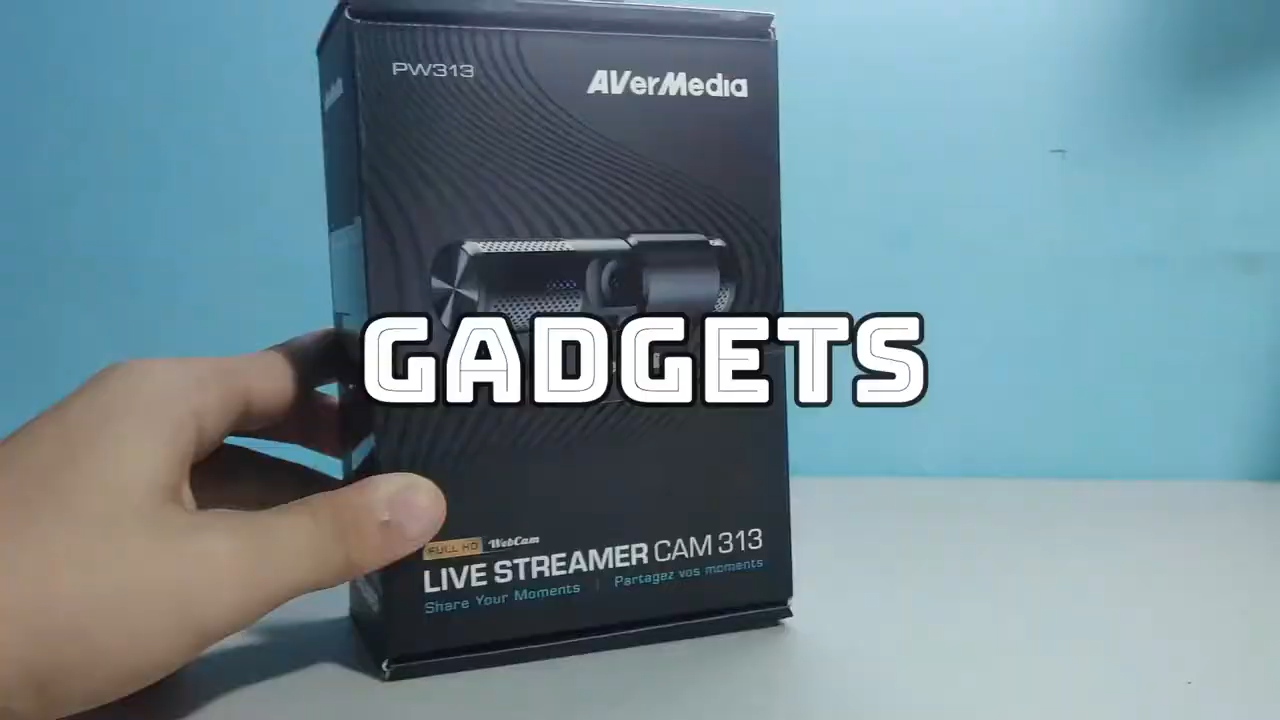 PW313
AVerMedia
GADGETS
FULL HD WebCam
LIVE STREAMER CAM 313
Share Your Moments | Partagez vos moments